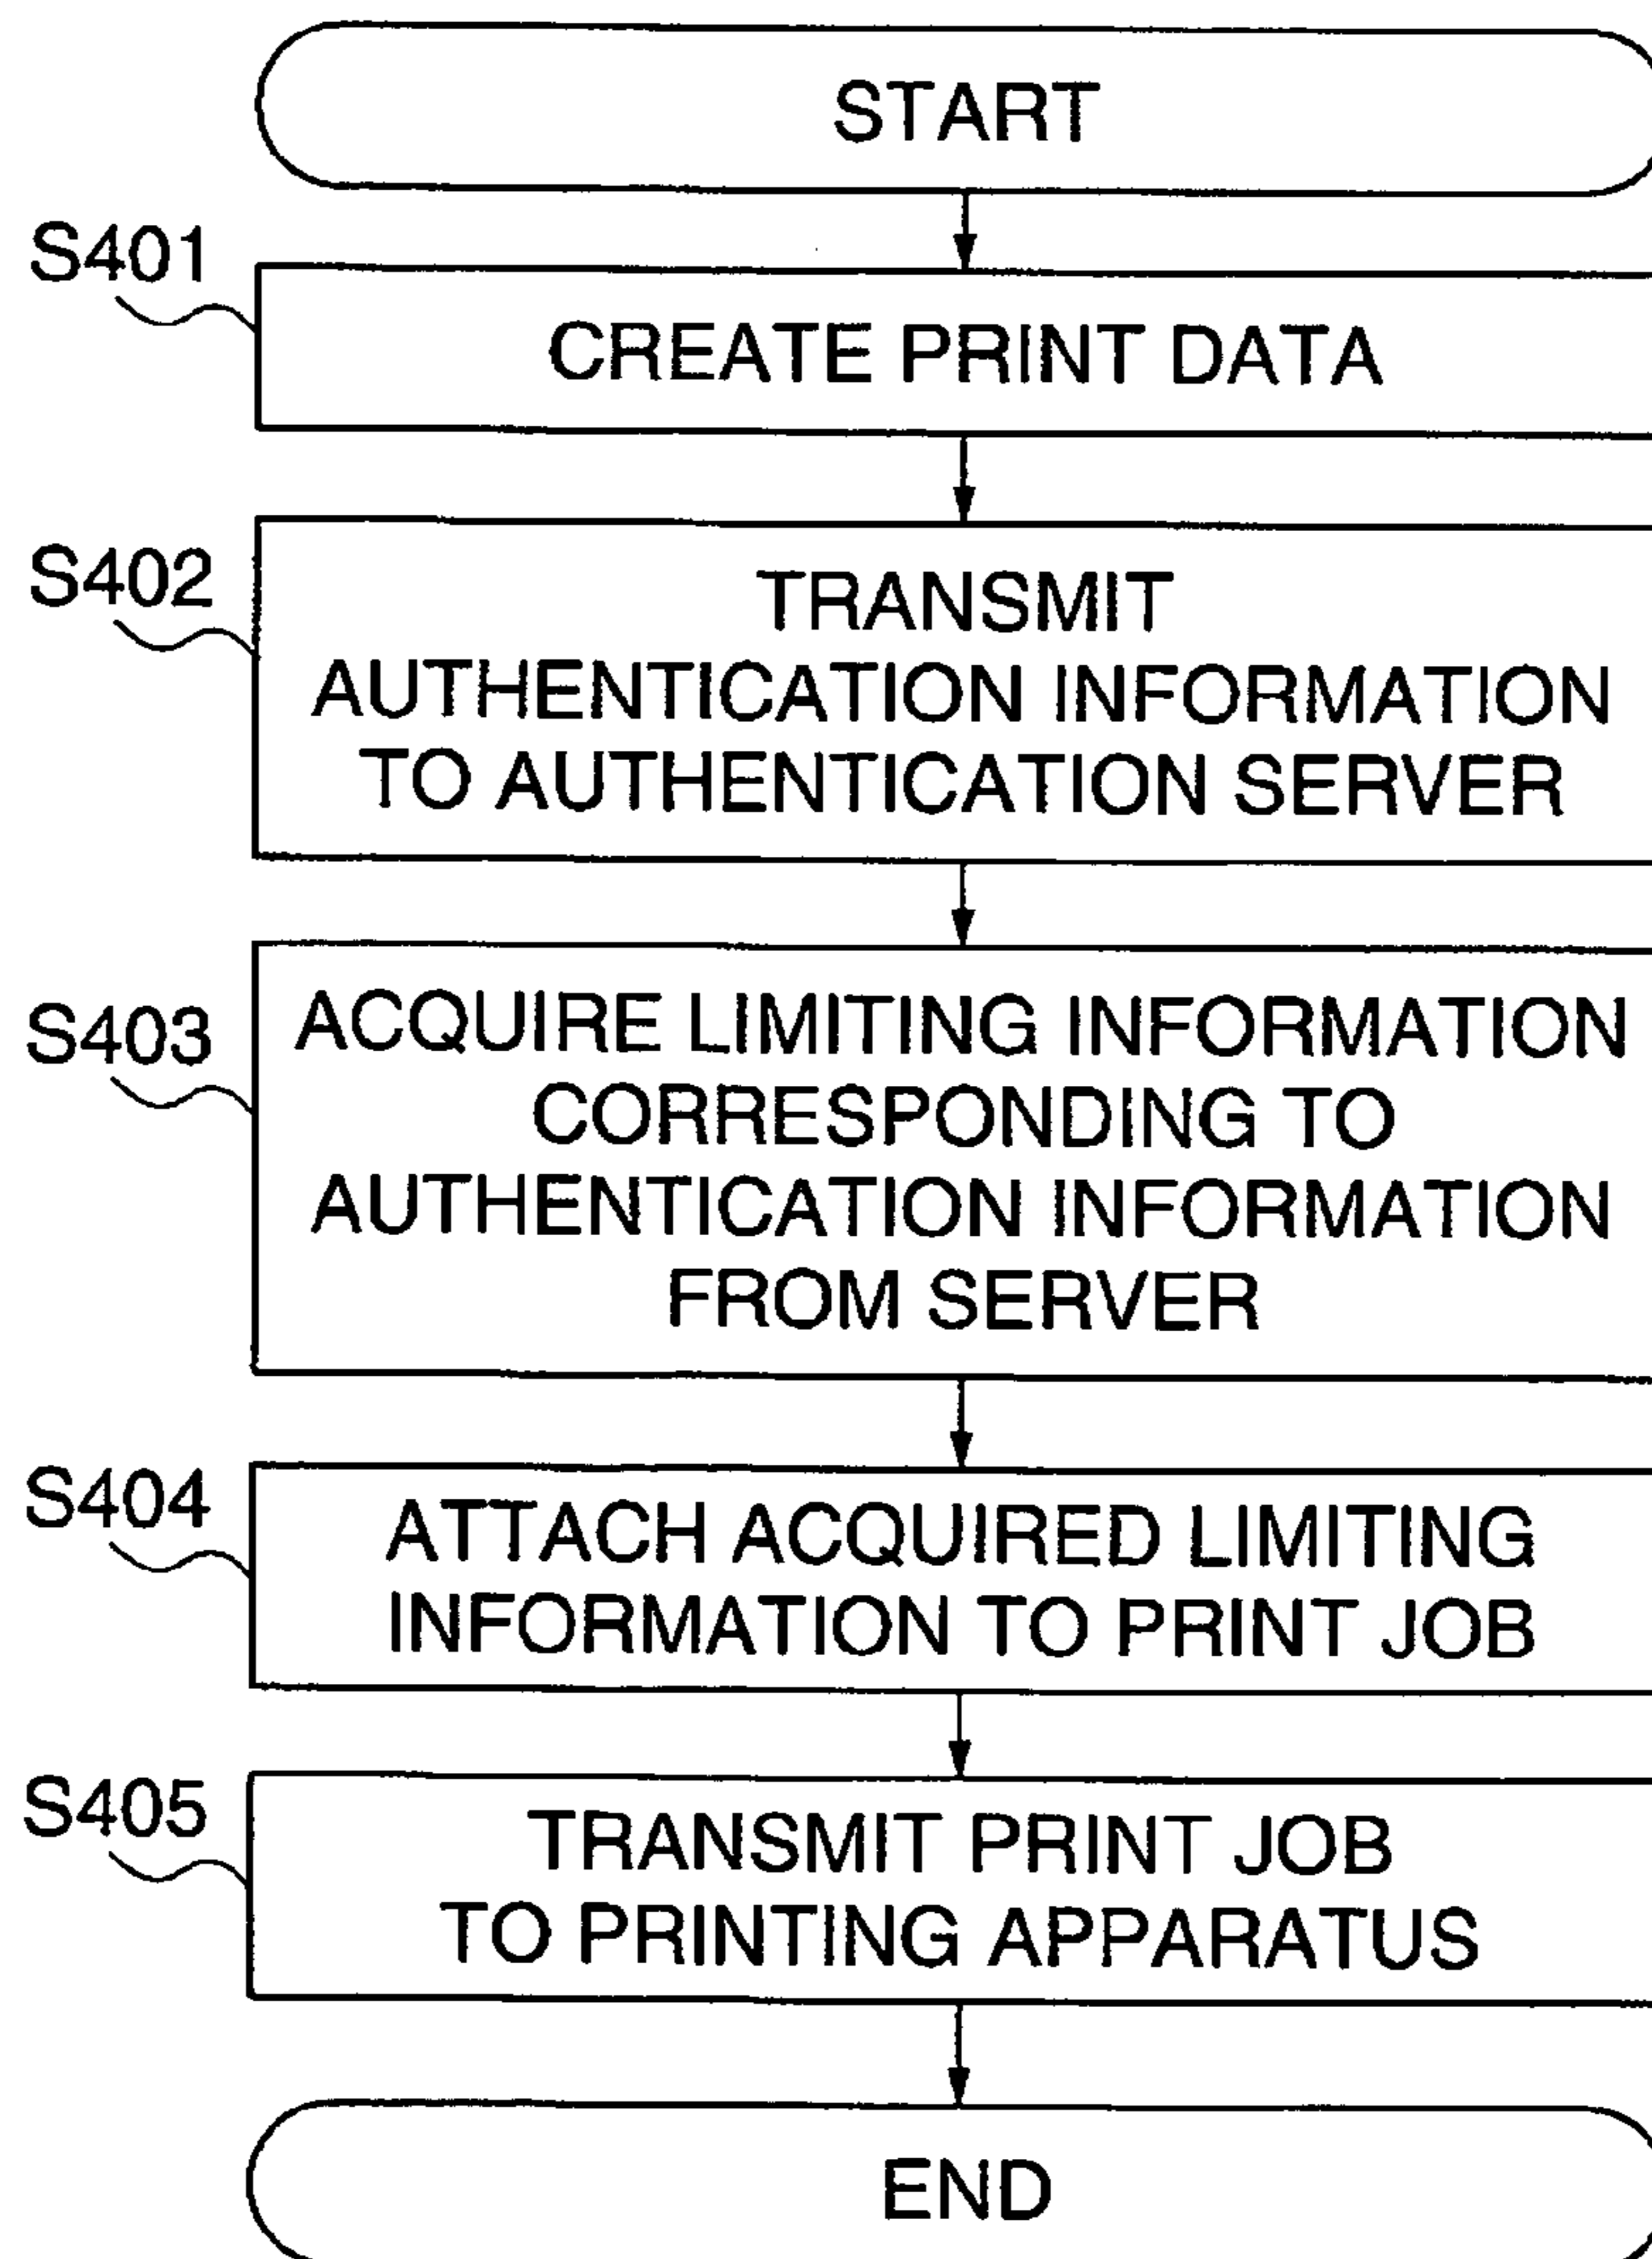 START
S401
CREATE PRINT DATA
S402
TRANSMIT
AUTHENTICATION INFORMATION
TO AUTHENTICATION SERVER
S403
ACQUIRE LIMITING INFORMATION
CORRESPONDING TO
AUTHENTICATION INFORMATION
FROM SERVER
S404
ATTACH ACQUIRED LIMITING
INFORMATION TO PRINT JOB
S405
TRANSMIT PRINT JOB
TO PRINTING APPARATUS
END